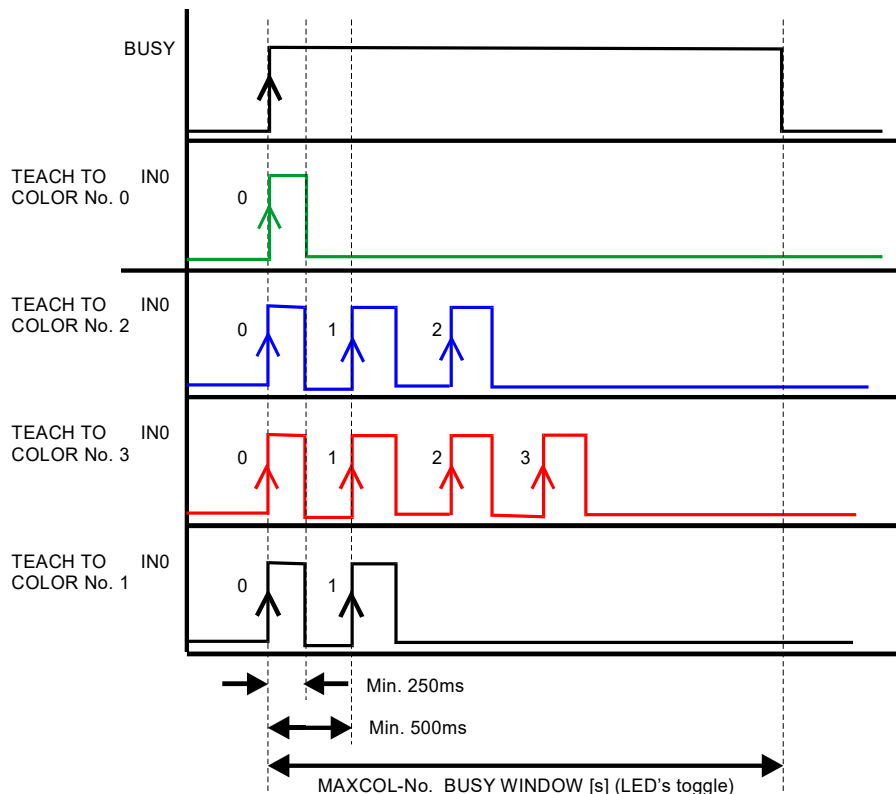 BUSY
TEACH TO IN0
COLOR No. 0
0
TEACH TO IN0
COLOR No. 2
0 1 2
TEACH TO IN0
COLOR No. 3
0 1 2 3
TEACH TO IN0
COLOR No. 1
0 1
Min. 250ms
Min. 500ms
MAXCOL-No. BUSY WINDOW [s] (LED's toggle)